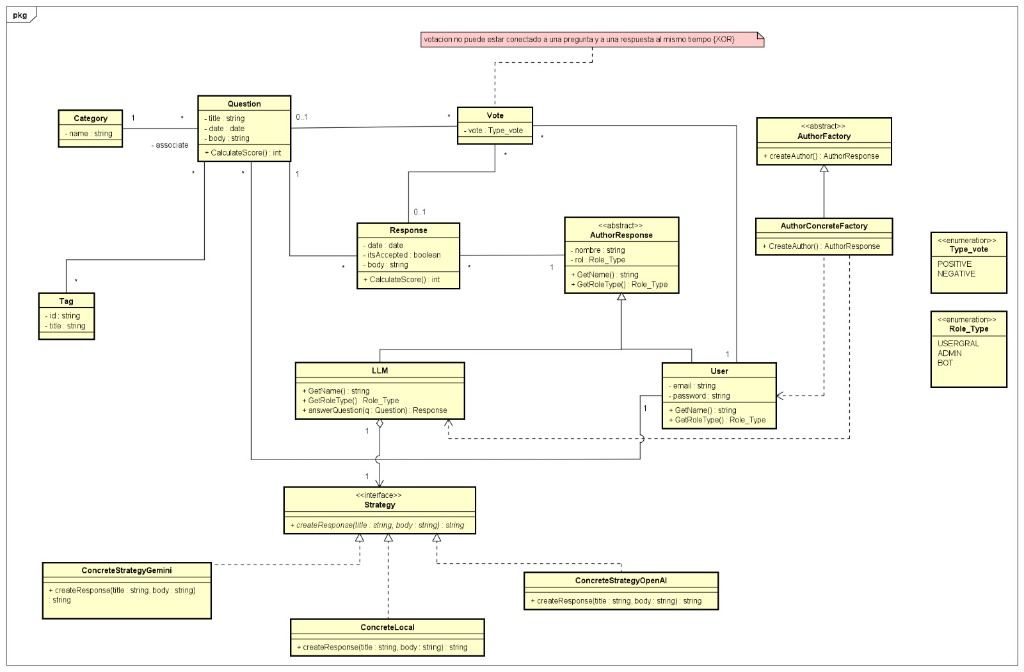 pkg
votacion no puede estar conectado a una pregunta y a una respuesta al mismo tiempo {XOR}
Category
- name : string
1
*
- associate
Question
- title : string
- date : date
- body : string
+ CalculateScore() : int
0..1
*
Vote
- vote : Type_vote
*
*
<<abstract>>
AuthorFactory
+ createAuthor() : AuthorResponse
*
*
1
0..1
Response
- date : date
- itsAccepted : boolean
- body : string
+ CalculateScore() : int
*
*
1
<<abstract>>
AuthorResponse
- nombre : string
- rol : Role_Type
+ GetName() : string
+ GetRoleType() : Role_Type
AuthorConcreteFactory
+ CreateAuthor() : AuthorResponse
<<enumeration>>
Type_vote
POSITIVE
NEGATIVE
*
Tag
- id : string
- title : string
<<enumeration>>
Role_Type
USERGRAL
ADMIN
BOT
LLM
+ GetName() : string
+ GetRoleType() : Role_Type
+ answerQuestion(q : Question) : Response
1
User
- email : string
- password : string
+ GetName() : string
+ GetRoleType() : Role_Type
1
1
1
<<interface>>
Strategy
+ createResponse(title : string, body : string) : string
ConcreteStrategyGemini
+ createResponse(title : string, body : string)
: string
ConcreteStrategyOpenAI
+ createResponse(title : string, body : string) : string
ConcreteLocal
+ createResponse(title : string, body : string) : string